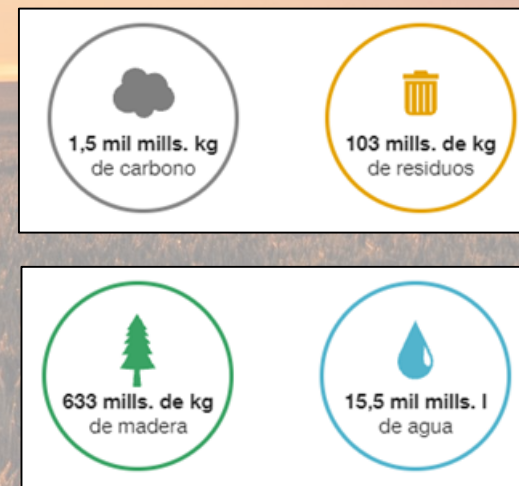 1,5 mil mills. kg
de carbono
103 mills. de kg
de residuos
633 mills. de kg
de madera
15,5 mil mills. l
de agua